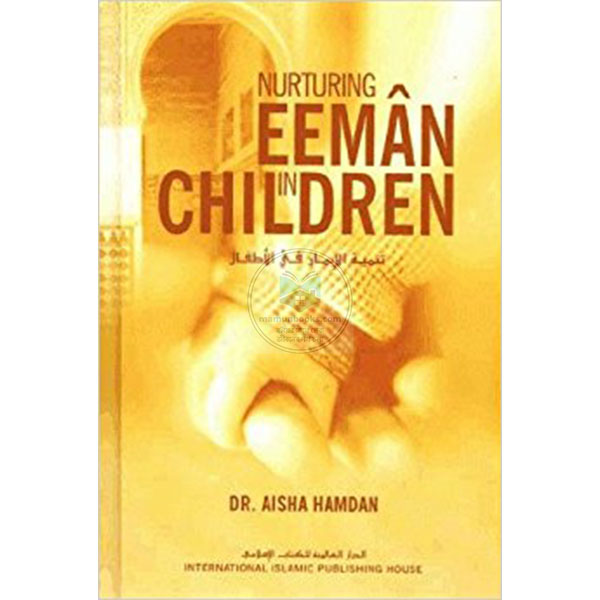 NURTURING
EEMÂN
IN
CHILDREN
تنمية الإيمان في الأطفال
DR. AISHA HAMDAN
الدار العالمية للكتاب الإسلامي
INTERNATIONAL ISLAMIC PUBLISHING HOUSE